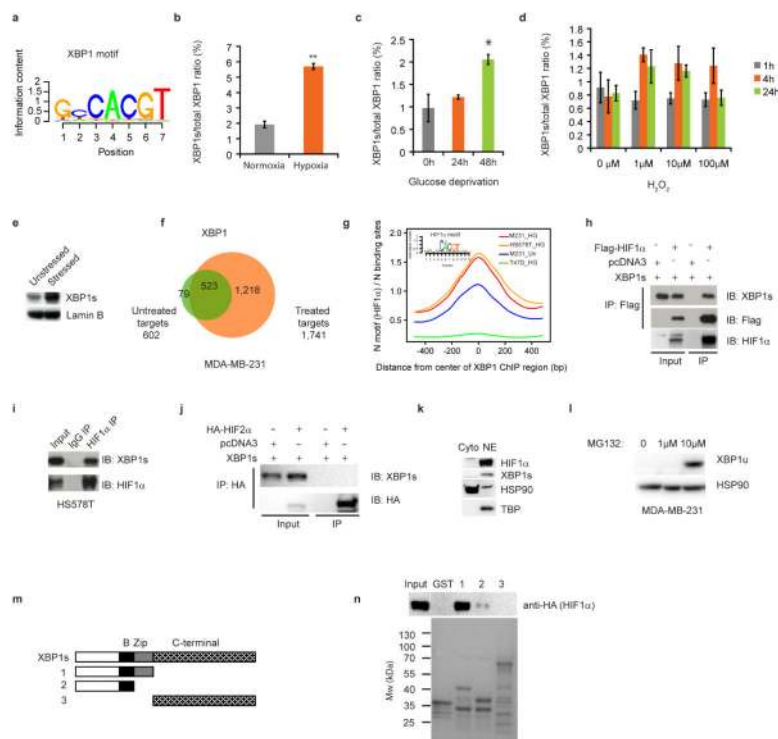 a
XBP1 motif
Information content
2
1.5
1
0.5
0
G CACGT
1 2 3 4 5 6 7
Position
b
XBP1s/total XBP1 ratio (%)
7
6
5
4
3
2
1
0
**
Normoxia Hypoxia
c
XBP1s/total XBP1 ratio (%)
2.5
2
1.5
1
0.5
0
*
0h 24h 48h
Glucose deprivation
d
XBP1s/total XBP1 ratio (%)
1.8
1.6
1.4
1.2
1.0
0.8
0.6
0.4
0.2
0
1h
4h
24h
0 µM 1µM 10µM 100µM
H₂O₂
e
Unstressed
Stressed
XBP1s
Lamin B
f
XBP1
79 523 1,218
Untreated targets 602
Treated targets 1,741
MDA-MB-231
g
N motif (HIF1α) / N binding sites
HIF1α motif
M231_HG
HS578T_HG
M231_Un
T47D_HG
1.5
1.0
0.5
-400 -200 0 200 400
Distance from center of XBP1 ChIP region (bp)
h
Flag-HIF1α - + - +
pcDNA3 + - + -
XBP1s + + + +
IP: Flag
IB: XBP1s
IB: Flag
IB: HIF1α
Input IP
i
Input
IgG IP
HIF1α IP
IB: XBP1s
IB: HIF1α
HS578T
j
HA-HIF2α - + - +
pcDNA3 + - + -
XBP1s + + + +
IP: HA
IB: XBP1s
IB: HA
Input IP
k
Cyto NE
HIF1α
XBP1s
HSP90
TBP
l
MG132: 0 1µM 10µM
XBP1u
HSP90
MDA-MB-231
m
B Zip C-terminal
XBP1s
1
2
3
n
Input GST 1 2 3
anti-HA (HIF1α)
Mw (kDa)
130
100
70
55
40
35
25